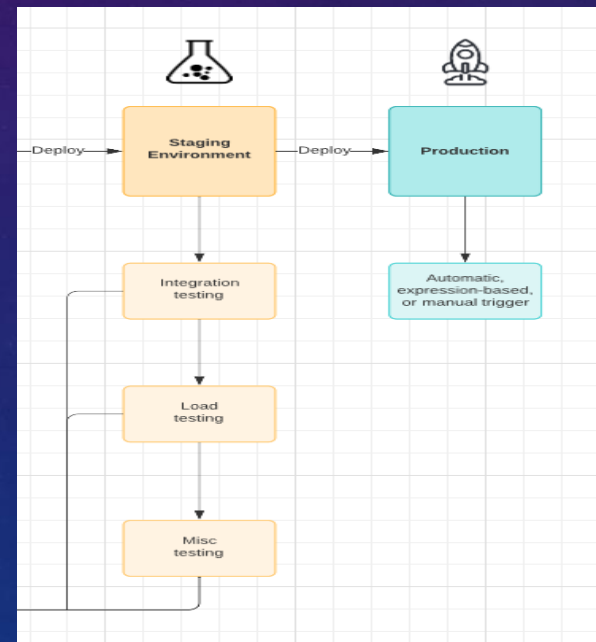 Deploy
Staging
Environment
Deploy
Production
Integration
testing
Automatic,
expression-based,
or manual trigger
Load
testing
Misc
testing